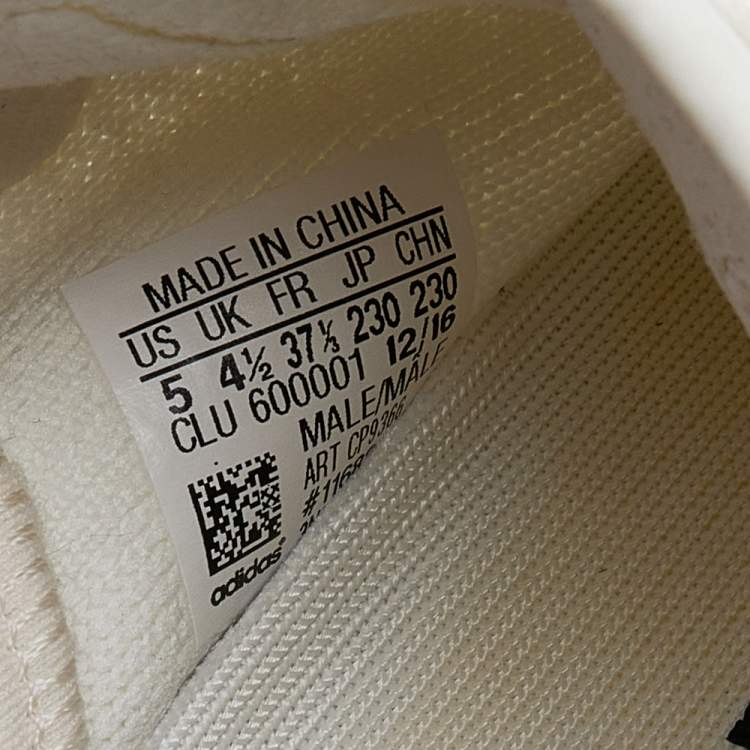 MADE IN CHINA
US UK FR JP CHN
5 4½ 37⅓ 230 230
CLU 600001 12/16
MALE/MÂLE
ART CP9366
adidas®